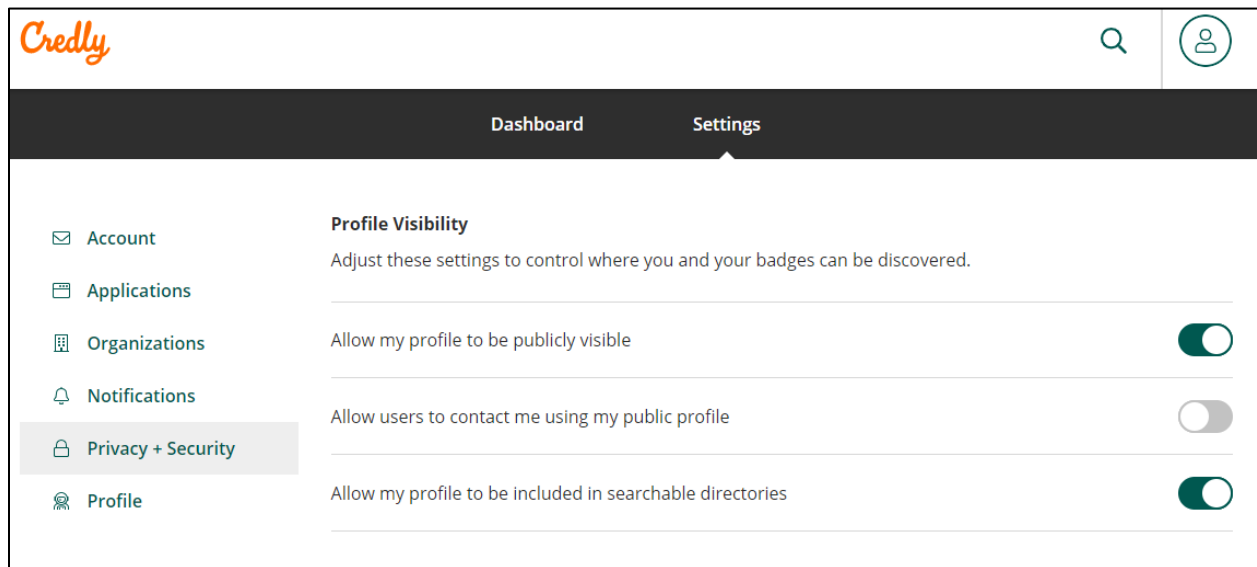 Credly
Dashboard
Settings
Account
Applications
Organizations
Notifications
Privacy + Security
Profile
Profile Visibility
Adjust these settings to control where you and your badges can be discovered.
Allow my profile to be publicly visible
Allow users to contact me using my public profile
Allow my profile to be included in searchable directories